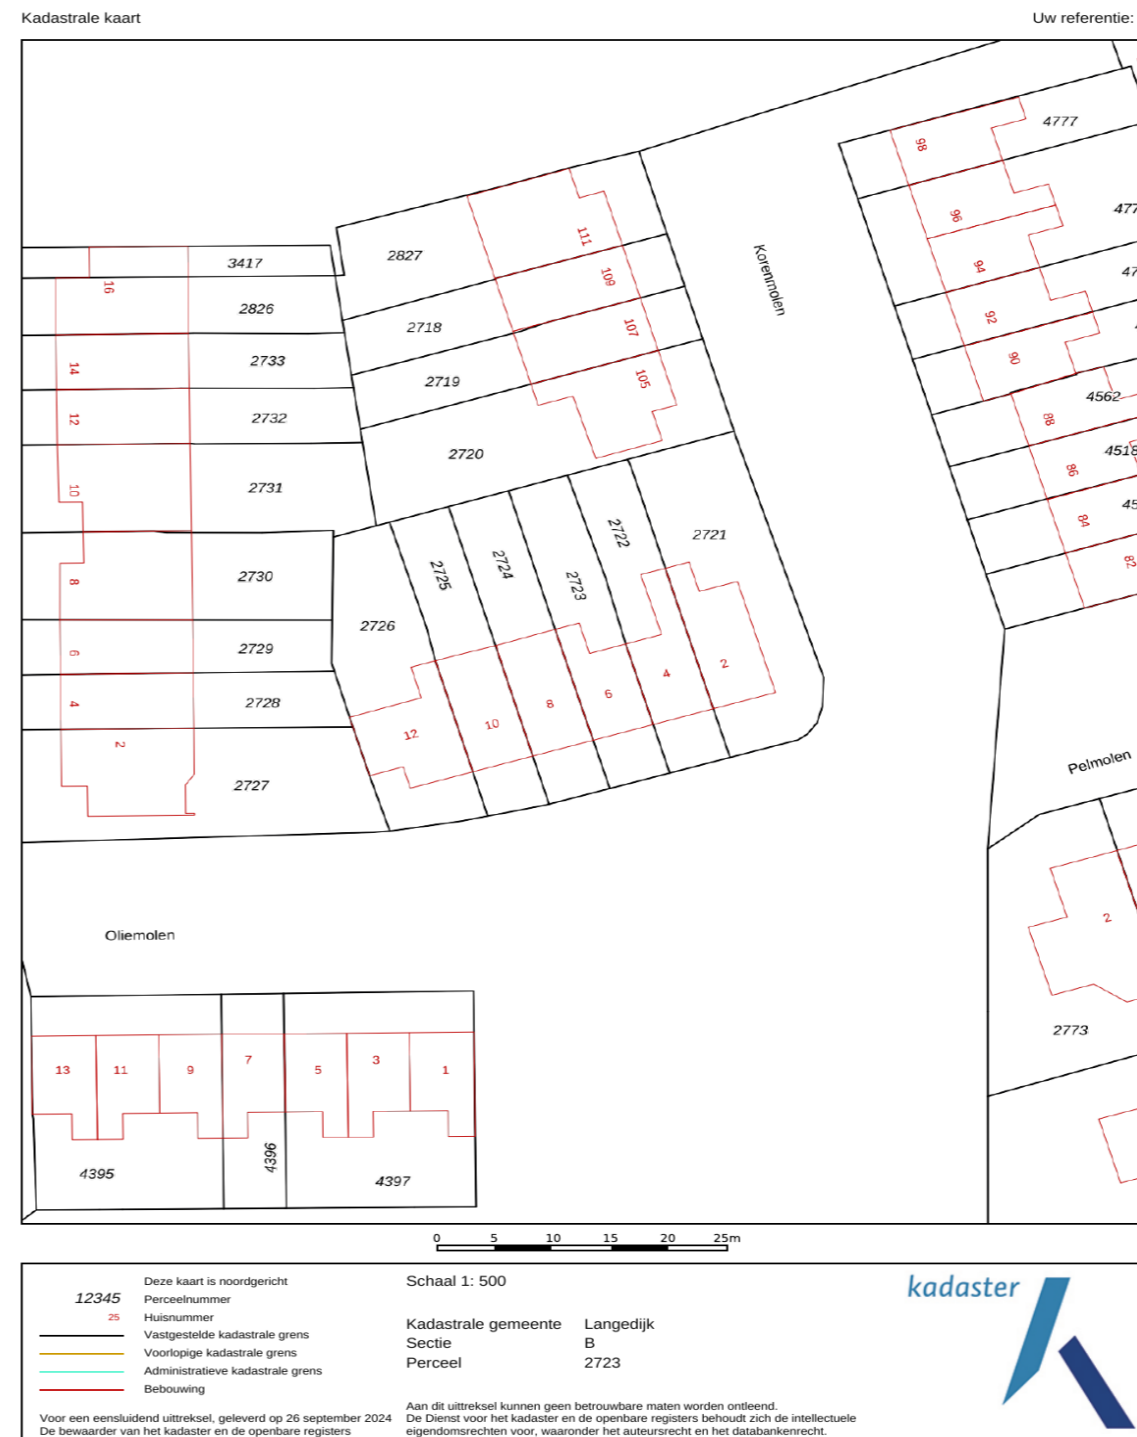 Kadastrale kaart
Uw referentie:
4777
98
111
2827
96
Korenmolen
3417
109
94
16
2826
2718
107
92
2733
14
2719
105
90
2732
12
4562
88
2720
4518
2731
10
86
84
2722
2721
2724
2725
2723
82
2730
8
2726
2729
6
2
4
6
2728
4
8
10
12
2
Pelmolen
2727
2
Oliemolen
2773
7
3
13
11
9
5
1
4396
4395
4397
0 5 10 15 20 25m
Deze kaart is noordgericht
12345 Perceelnummer
25 Huisnummer
Vastgestelde kadastrale grens
Voorlopige kadastrale grens
Administratieve kadastrale grens
Bebouwing
Voor een eensluidend uittreksel, geleverd op 26 september 2024
De bewaarder van het kadaster en de openbare registers
Schaal 1: 500
Kadastrale gemeente Langedijk
Sectie B
Perceel 2723
Aan dit uittreksel kunnen geen betrouwbare maten worden ontleend.
De Dienst voor het kadaster en de openbare registers behoudt zich de intellectuele
eigendomsrechten voor, waaronder het auteursrecht en het databankenrecht.
kadaster